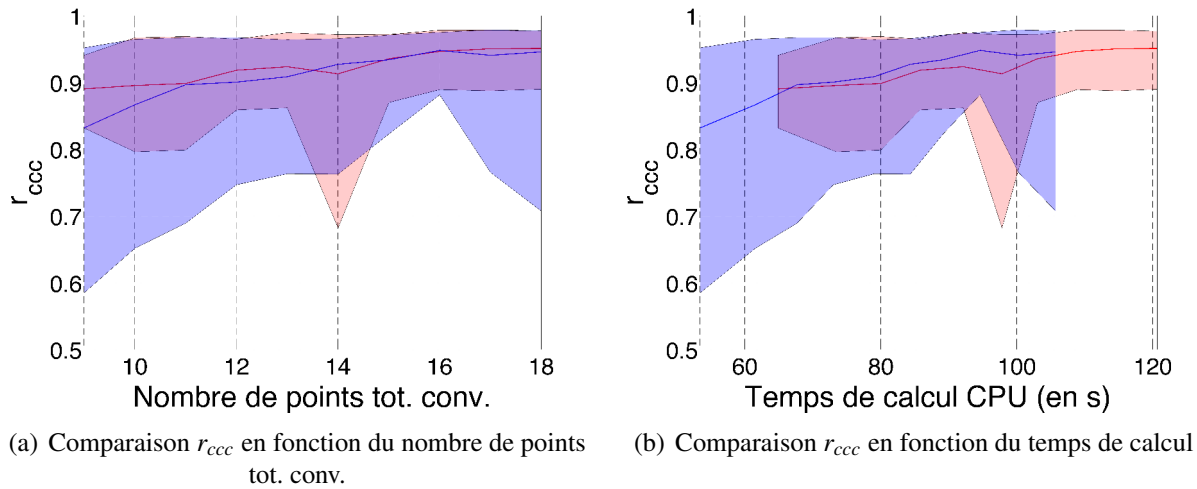 1
0.9
0.8
0.7
0.6
0.5
r_ccc
10 12 14 16 18
Nombre de points tot. conv.
(a) Comparaison r_ccc en fonction du nombre de points
tot. conv.
1
0.9
0.8
0.7
0.6
0.5
r_ccc
60 80 100 120
Temps de calcul CPU (en s)
(b) Comparaison r_ccc en fonction du temps de calcul